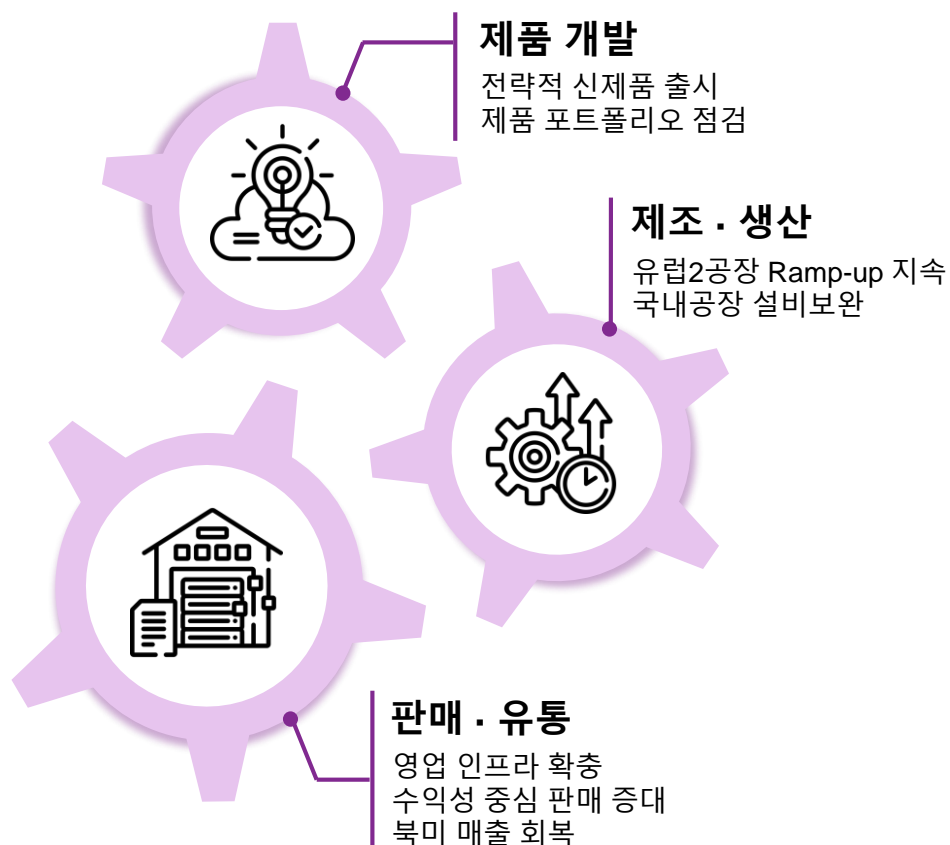 제품 개발
전략적 신제품 출시
제품 포트폴리오 점검
제조 · 생산
유럽2공장 Ramp-up 지속
국내공장 설비보완
판매 · 유통
영업 인프라 확충
수익성 중심 판매 증대
북미 매출 회복